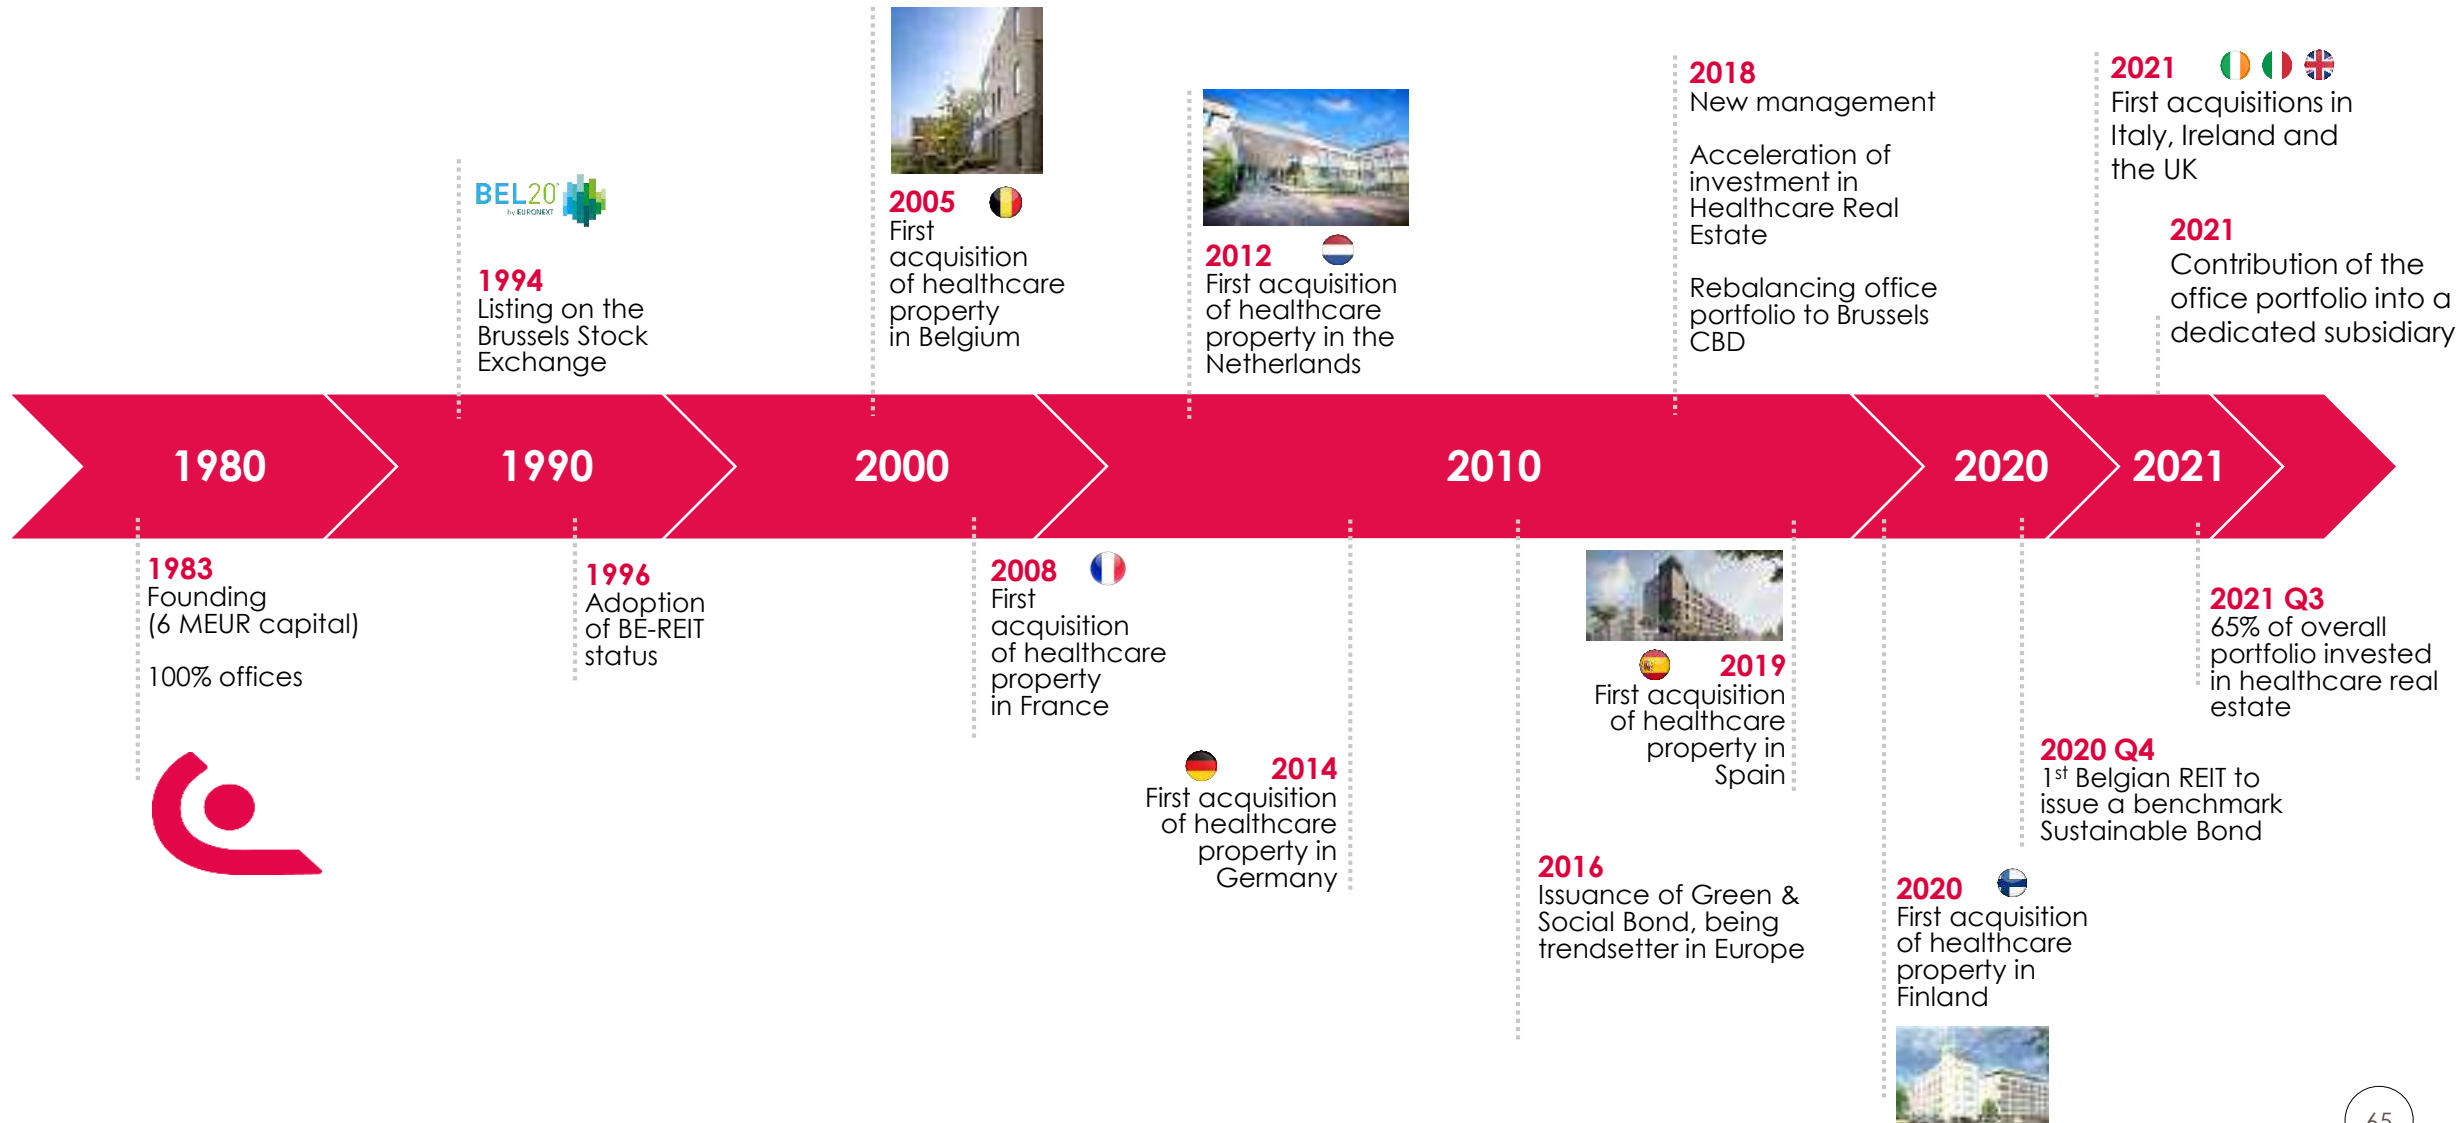 BEL20
by EURONEXT
1994
Listing on the
Brussels Stock
Exchange
2005
First
acquisition
of healthcare
property
in Belgium
2012
First acquisition
of healthcare
property in the
Netherlands
2018
New management
Acceleration of
investment in
Healthcare Real
Estate
Rebalancing office
portfolio to Brussels
CBD
2021
First acquisitions in
Italy, Ireland and
the UK
2021
Contribution of the
office portfolio into a
dedicated subsidiary
1980
1990
2000
2010
2020
2021
1983
Founding
(6 MEUR capital)
100% offices
1996
Adoption
of BE-REIT
status
2008
First
acquisition
of healthcare
property
in France
2014
First acquisition
of healthcare
property in
Germany
2016
Issuance of Green &
Social Bond, being
trendsetter in Europe
2019
First acquisition
of healthcare
property in
Spain
2020
First acquisition
of healthcare
property in
Finland
2020 Q4
1st Belgian REIT to
issue a benchmark
Sustainable Bond
2021 Q3
65% of overall
portfolio invested
in healthcare real
estate
65